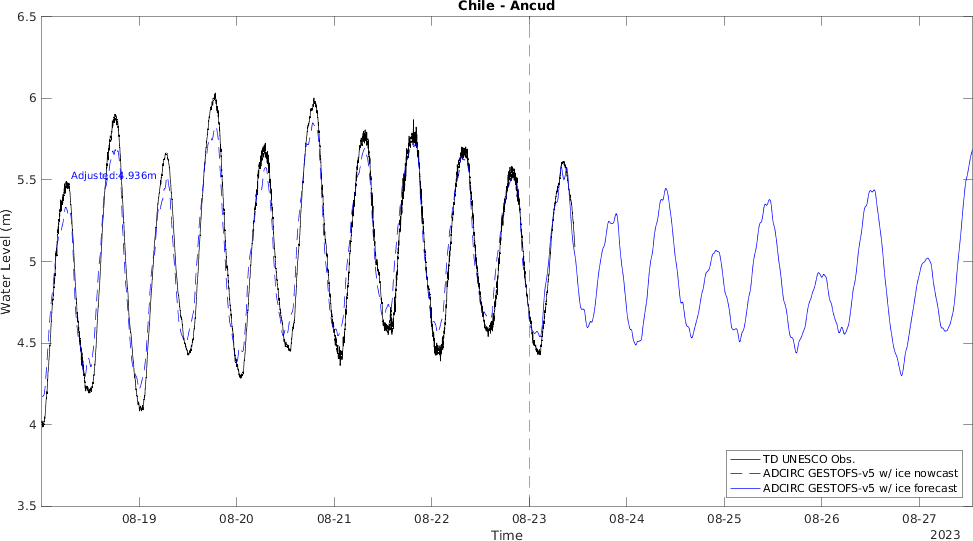 Chile - Ancud
6.5
6
5.5
5
4.5
4
3.5
Water Level (m)
Adjusted:4.936m
TD UNESCO Obs.
ADCIRC GESTOFS-v5 w/ ice nowcast
ADCIRC GESTOFS-v5 w/ ice forecast
08-19 08-20 08-21 08-22 08-23 08-24 08-25 08-26 08-27
Time
2023